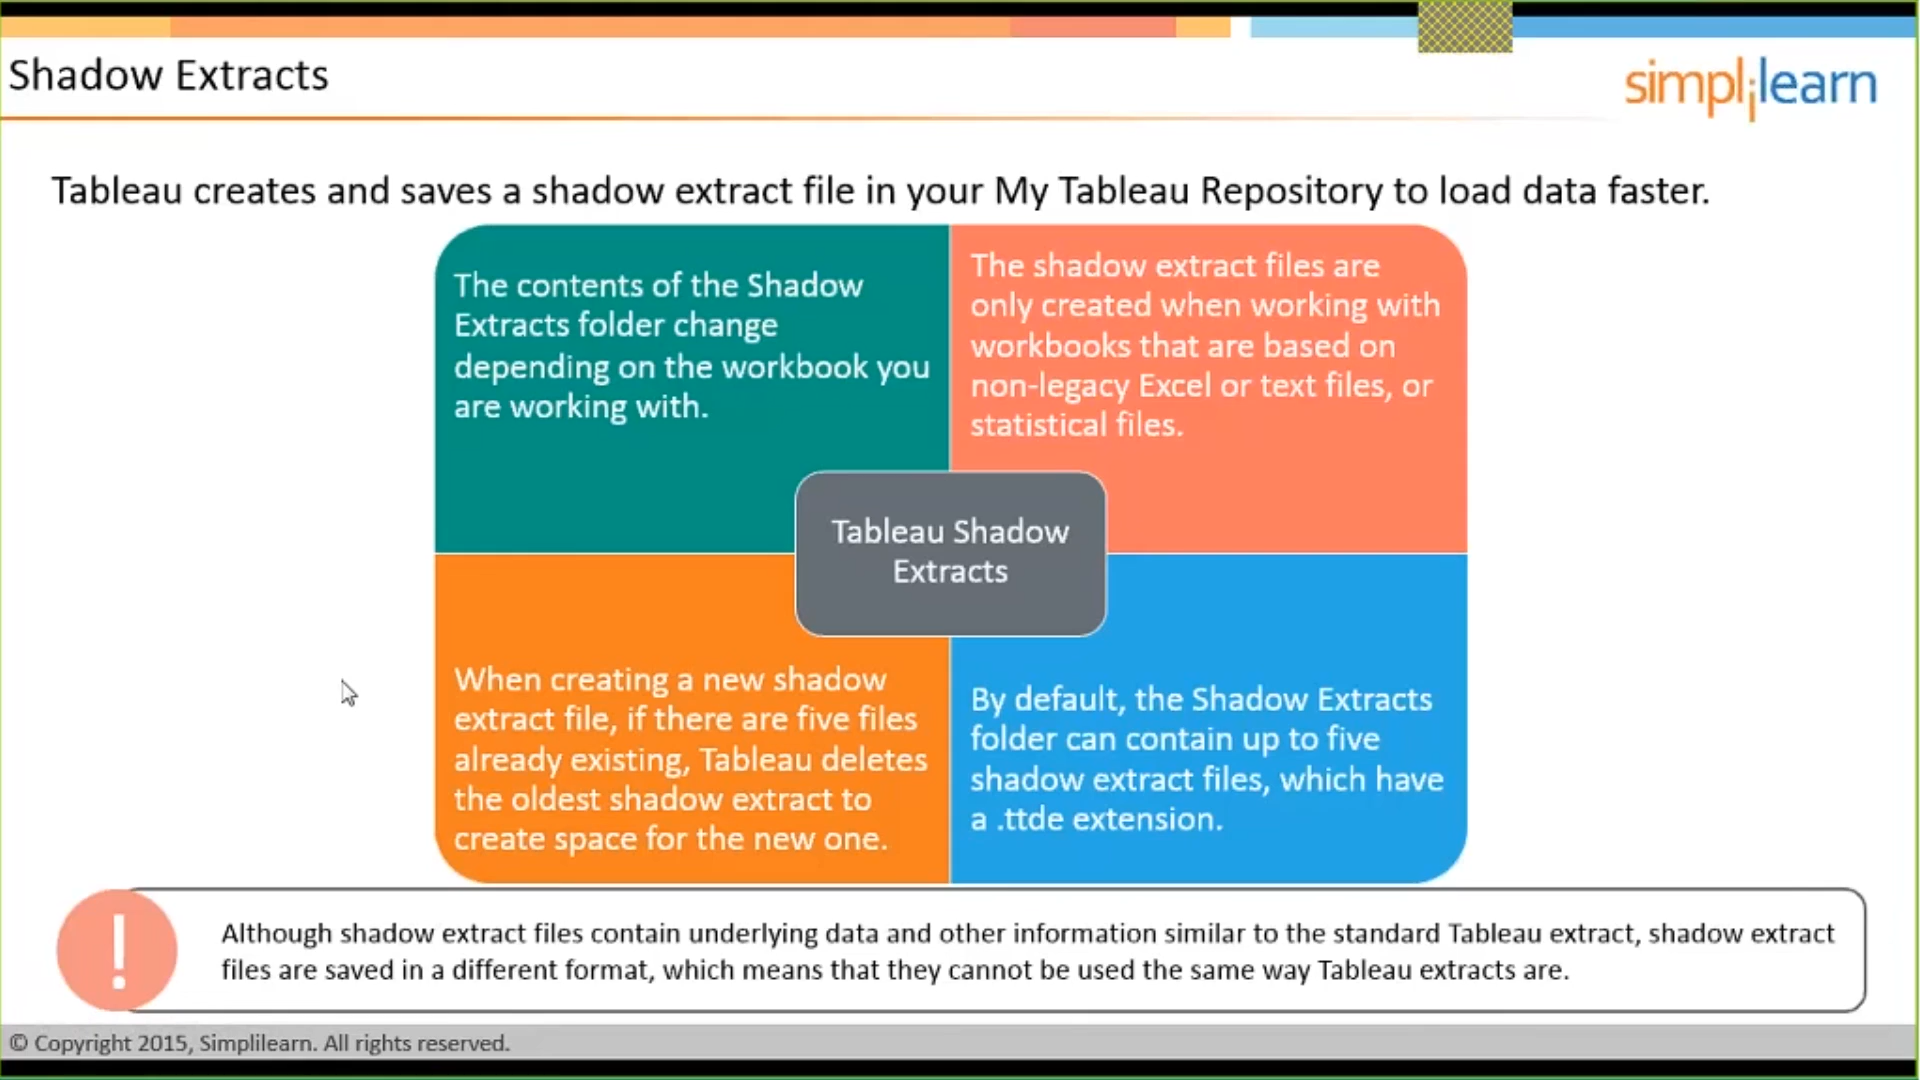 Shadow Extracts
simplilearn
Tableau creates and saves a shadow extract file in your My Tableau Repository to load data faster.
The contents of the Shadow
Extracts folder change
depending on the workbook you
are working with.
The shadow extract files are
only created when working with
workbooks that are based on
non-legacy Excel or text files, or
statistical files.
Tableau Shadow
Extracts
When creating a new shadow
extract file, if there are five files
already existing, Tableau deletes
the oldest shadow extract to
create space for the new one.
By default, the Shadow Extracts
folder can contain up to five
shadow extract files, which have
a .ttde extension.
!
Although shadow extract files contain underlying data and other information similar to the standard Tableau extract, shadow extract
files are saved in a different format, which means that they cannot be used the same way Tableau extracts are.
© Copyright 2015, Simplilearn. All rights reserved.